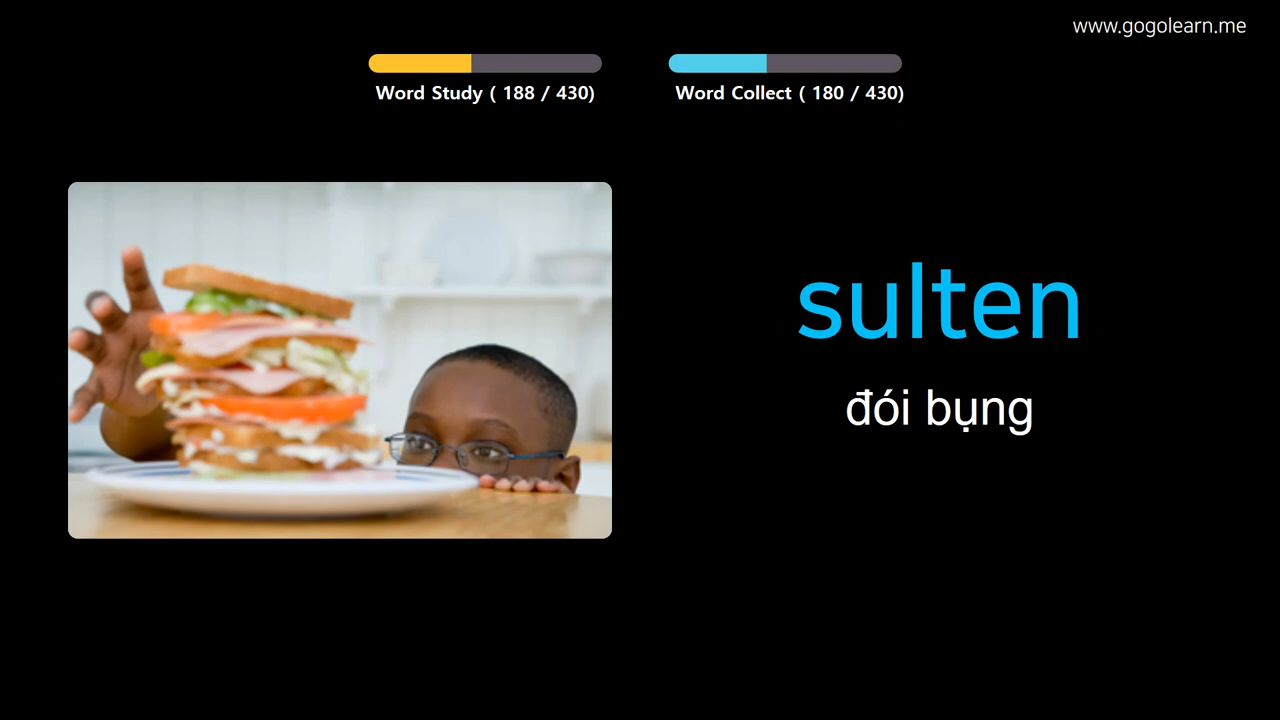 www.gogolearn.me
Word Study ( 188 / 430)
Word Collect ( 180 / 430)
sulten
đói bụng